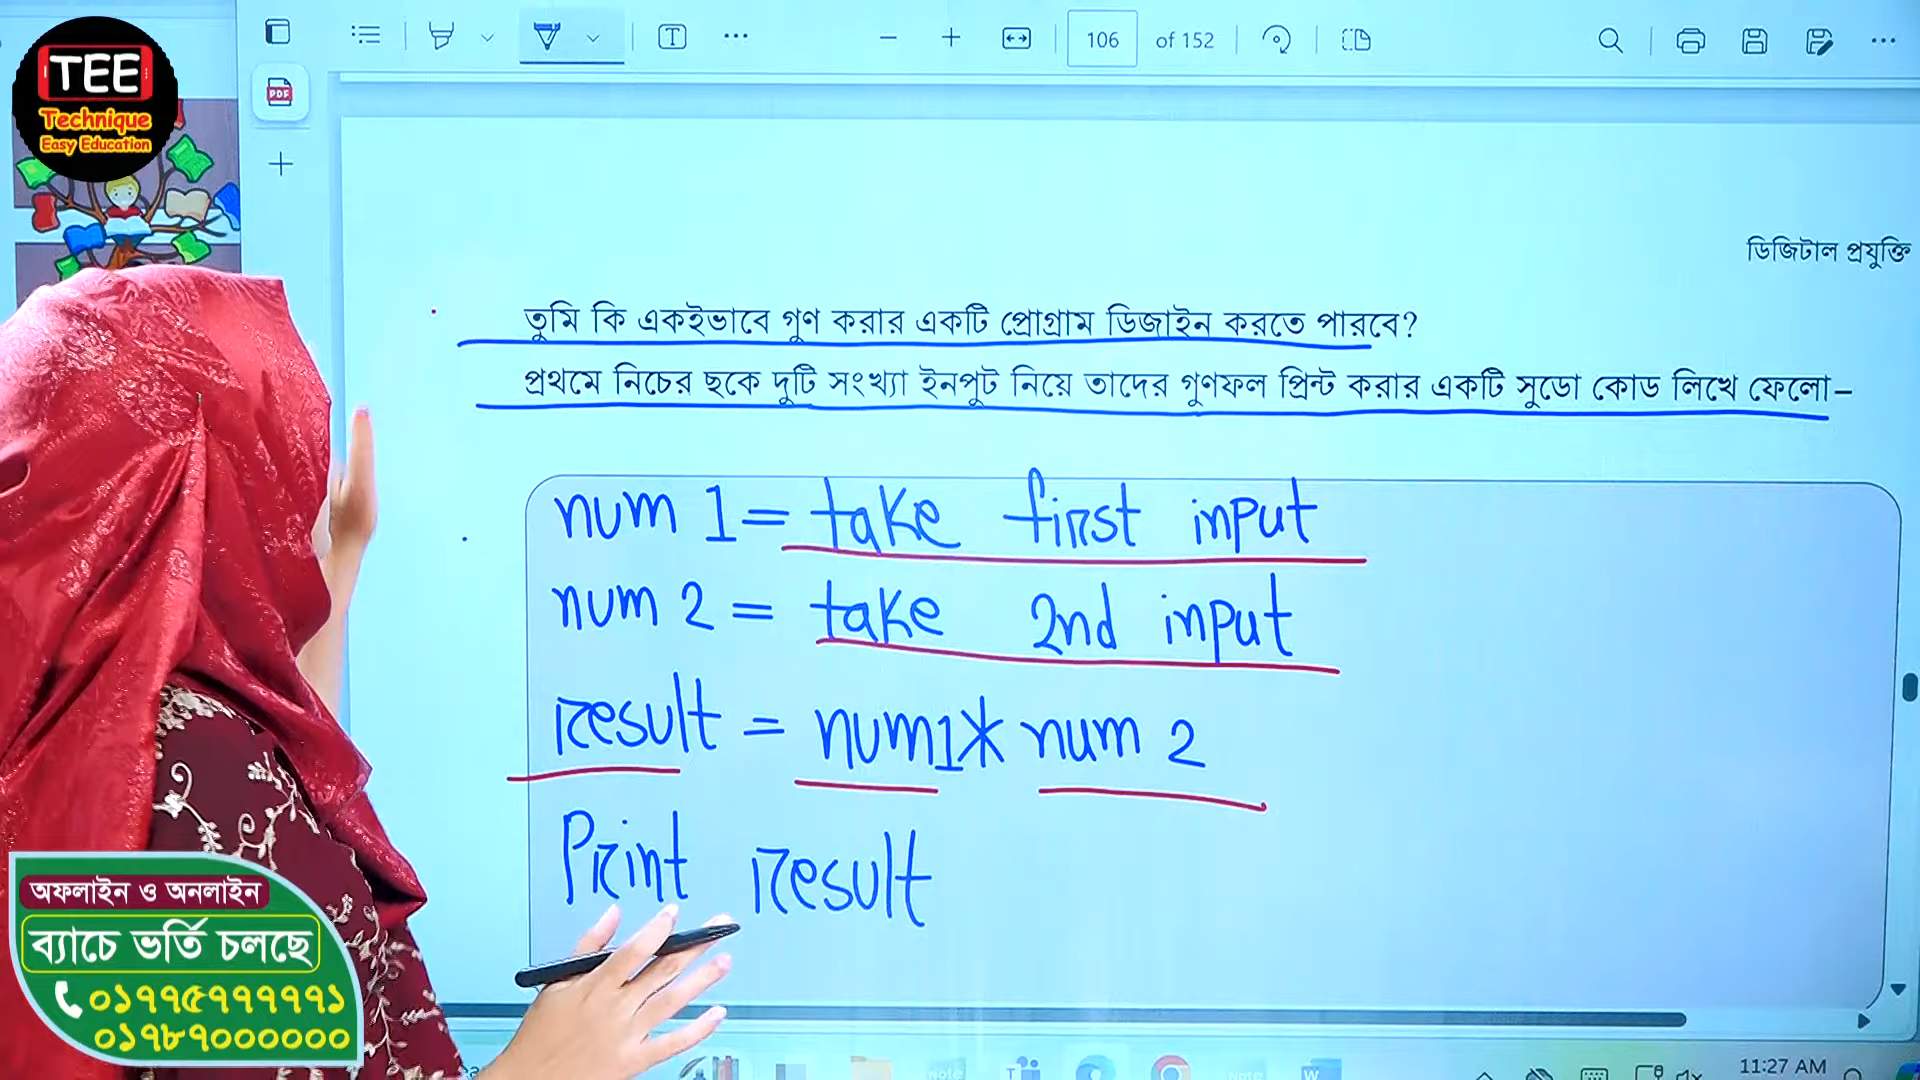 TEE
Technique
Easy Education
106 of 152
PDF
ডিজিটাল প্রযুক্তি
তুমি কি একইভাবে গুণ করার একটি প্রোগ্রাম ডিজাইন করতে পারবে?
প্রথমে নিচের ছকে দুটি সংখ্যা ইনপুট নিয়ে তাদের গুণফল প্রিন্ট করার একটি সুডো কোড লিখে ফেলো–
num 1 = take first input
num 2 = take 2nd input
result = num1 * num 2
Print result
অফলাইন ও অনলাইন
ব্যাচে ভর্তি চলছে
০১৭৭৫৭৭৭৭৭১
০১৭৮৭০০০০০০
11:27 AM